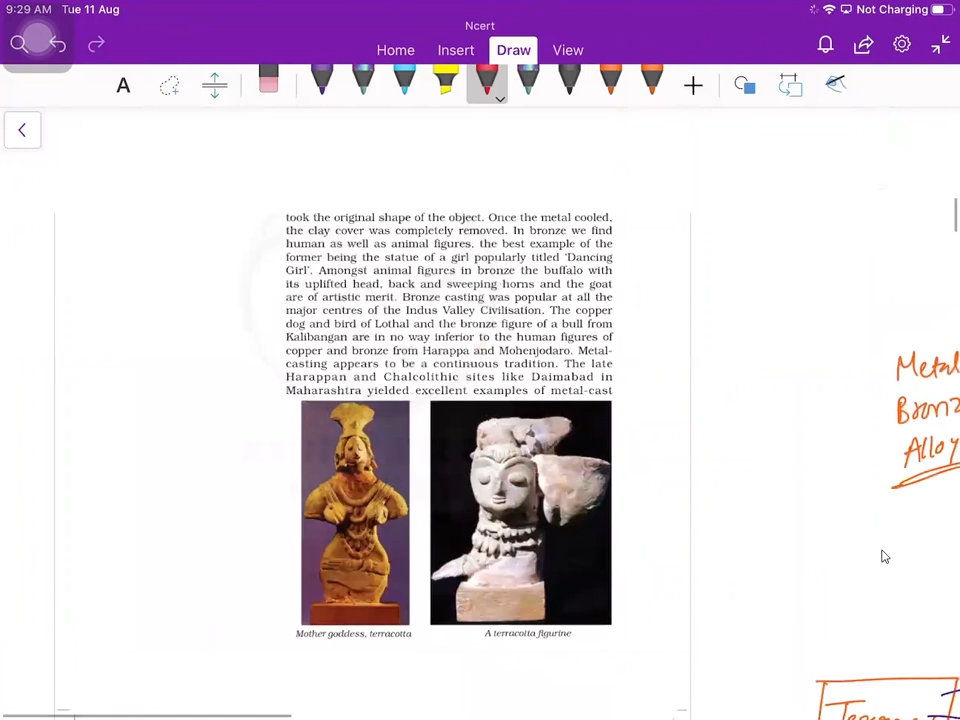 9:29 AM Tue 11 Aug
Not Charging
Ncert
Home Insert Draw View
A
took the original shape of the object. Once the metal cooled,
the clay cover was completely removed. In bronze we find
human as well as animal figures, the best example of the
former being the statue of a girl popularly titled 'Dancing
Girl'. Amongst animal figures in bronze the buffalo with
its uplifted head, back and sweeping horns and the goat
are of artistic merit. Bronze casting was popular at all the
major centres of the Indus Valley Civilisation. The copper
dog and bird of Lothal and the bronze figure of a bull from
Kalibangan are in no way inferior to the human figures of
copper and bronze from Harappa and Mohenjodaro. Metal-
casting appears to be a continuous tradition. The late
Harappan and Chalcolithic sites like Daimabad in
Maharashtra yielded excellent examples of metal-cast
Mother goddess, terracotta
A terracotta figurine
Metal
Bronz
Alloy